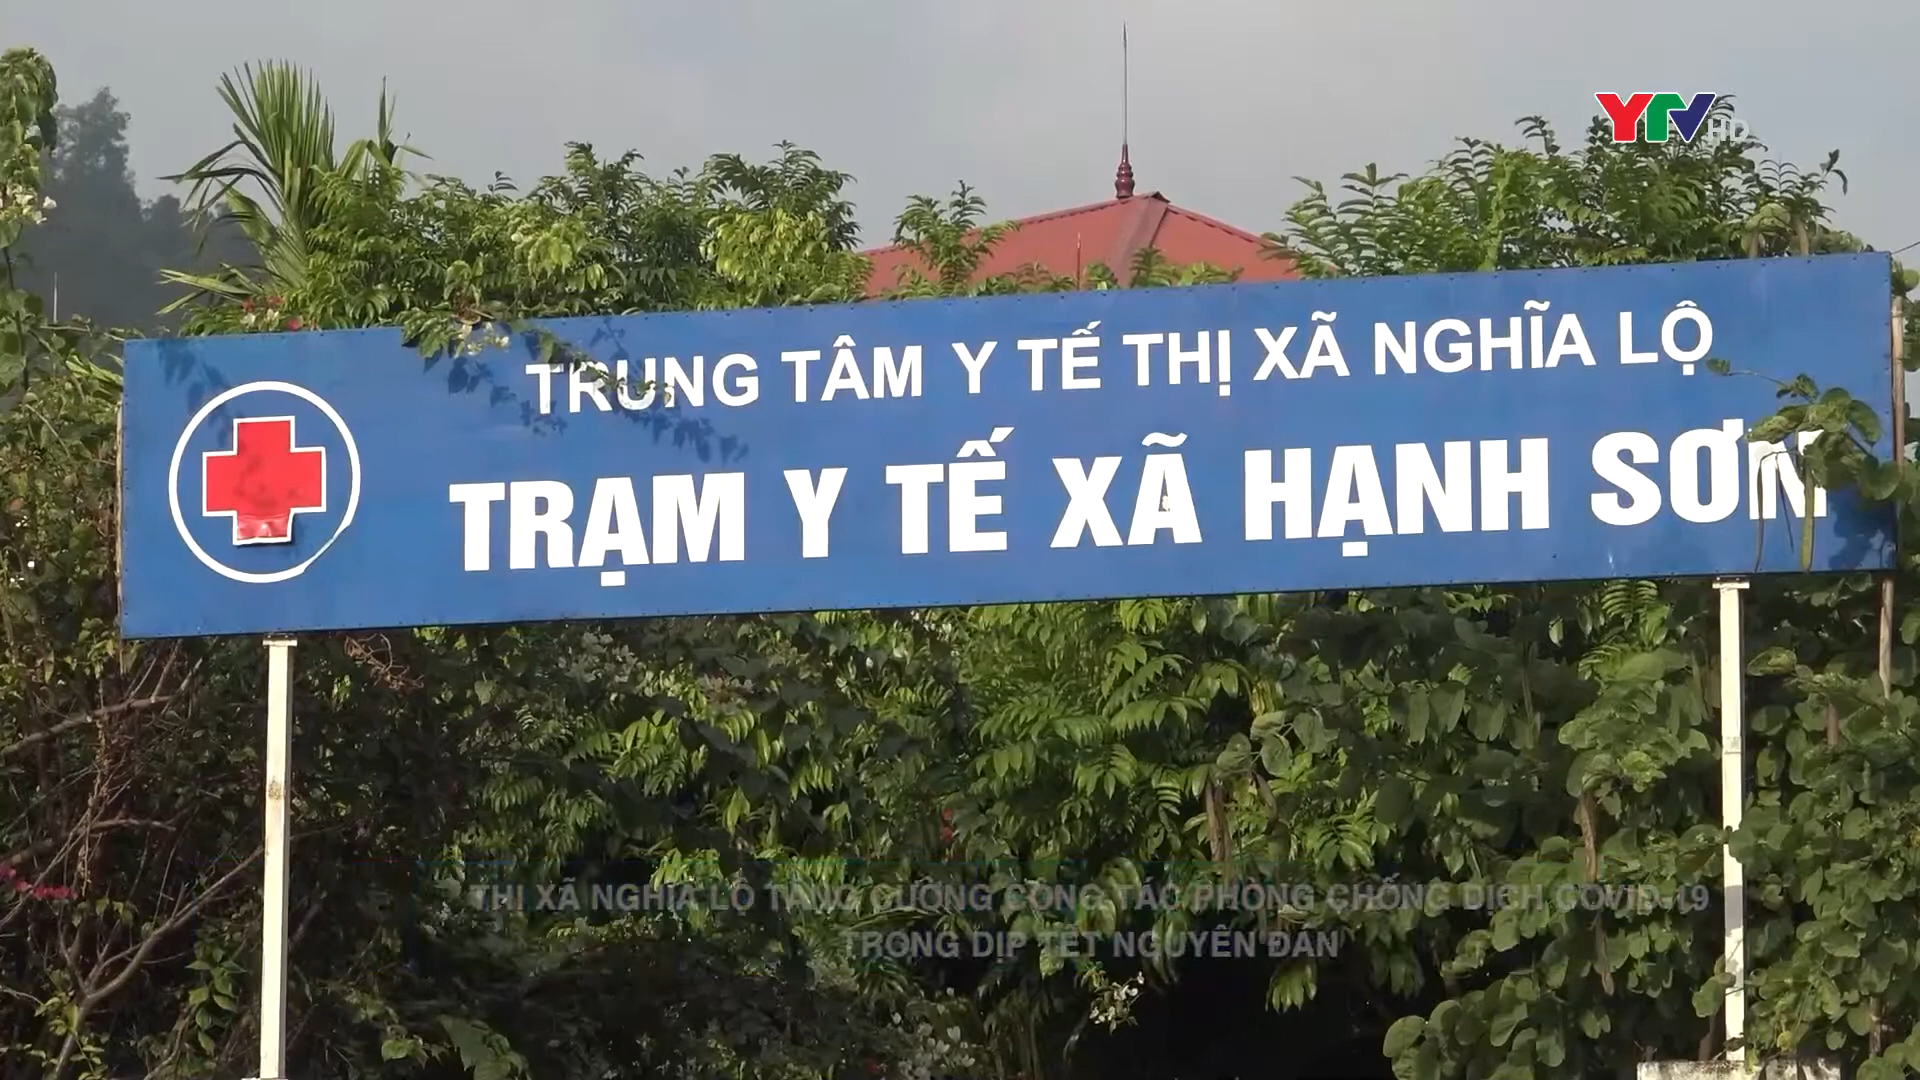 YTV HD
TRUNG TÂM Y TẾ THỊ XÃ NGHĨA LỘ
TRẠM Y TẾ XÃ HẠNH SƠN
THỊ XÃ NGHĨA LỘ TĂNG CƯỜNG CÔNG TÁC PHÒNG CHỐNG DỊCH COVID-19
TRONG DỊP TẾT NGUYÊN ĐÁN